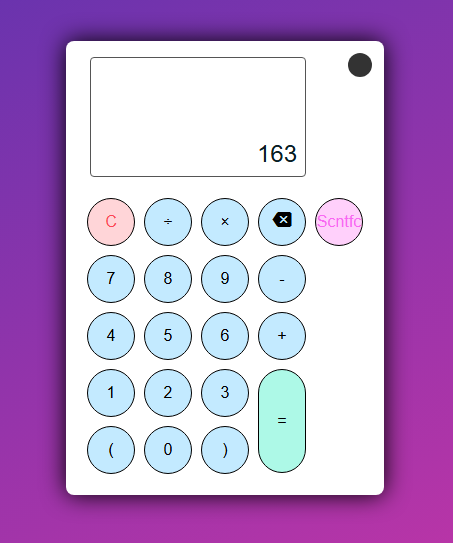 163
C ÷ × Scntfc
7 8 9 -
4 5 6 +
1 2 3 =
( 0 )